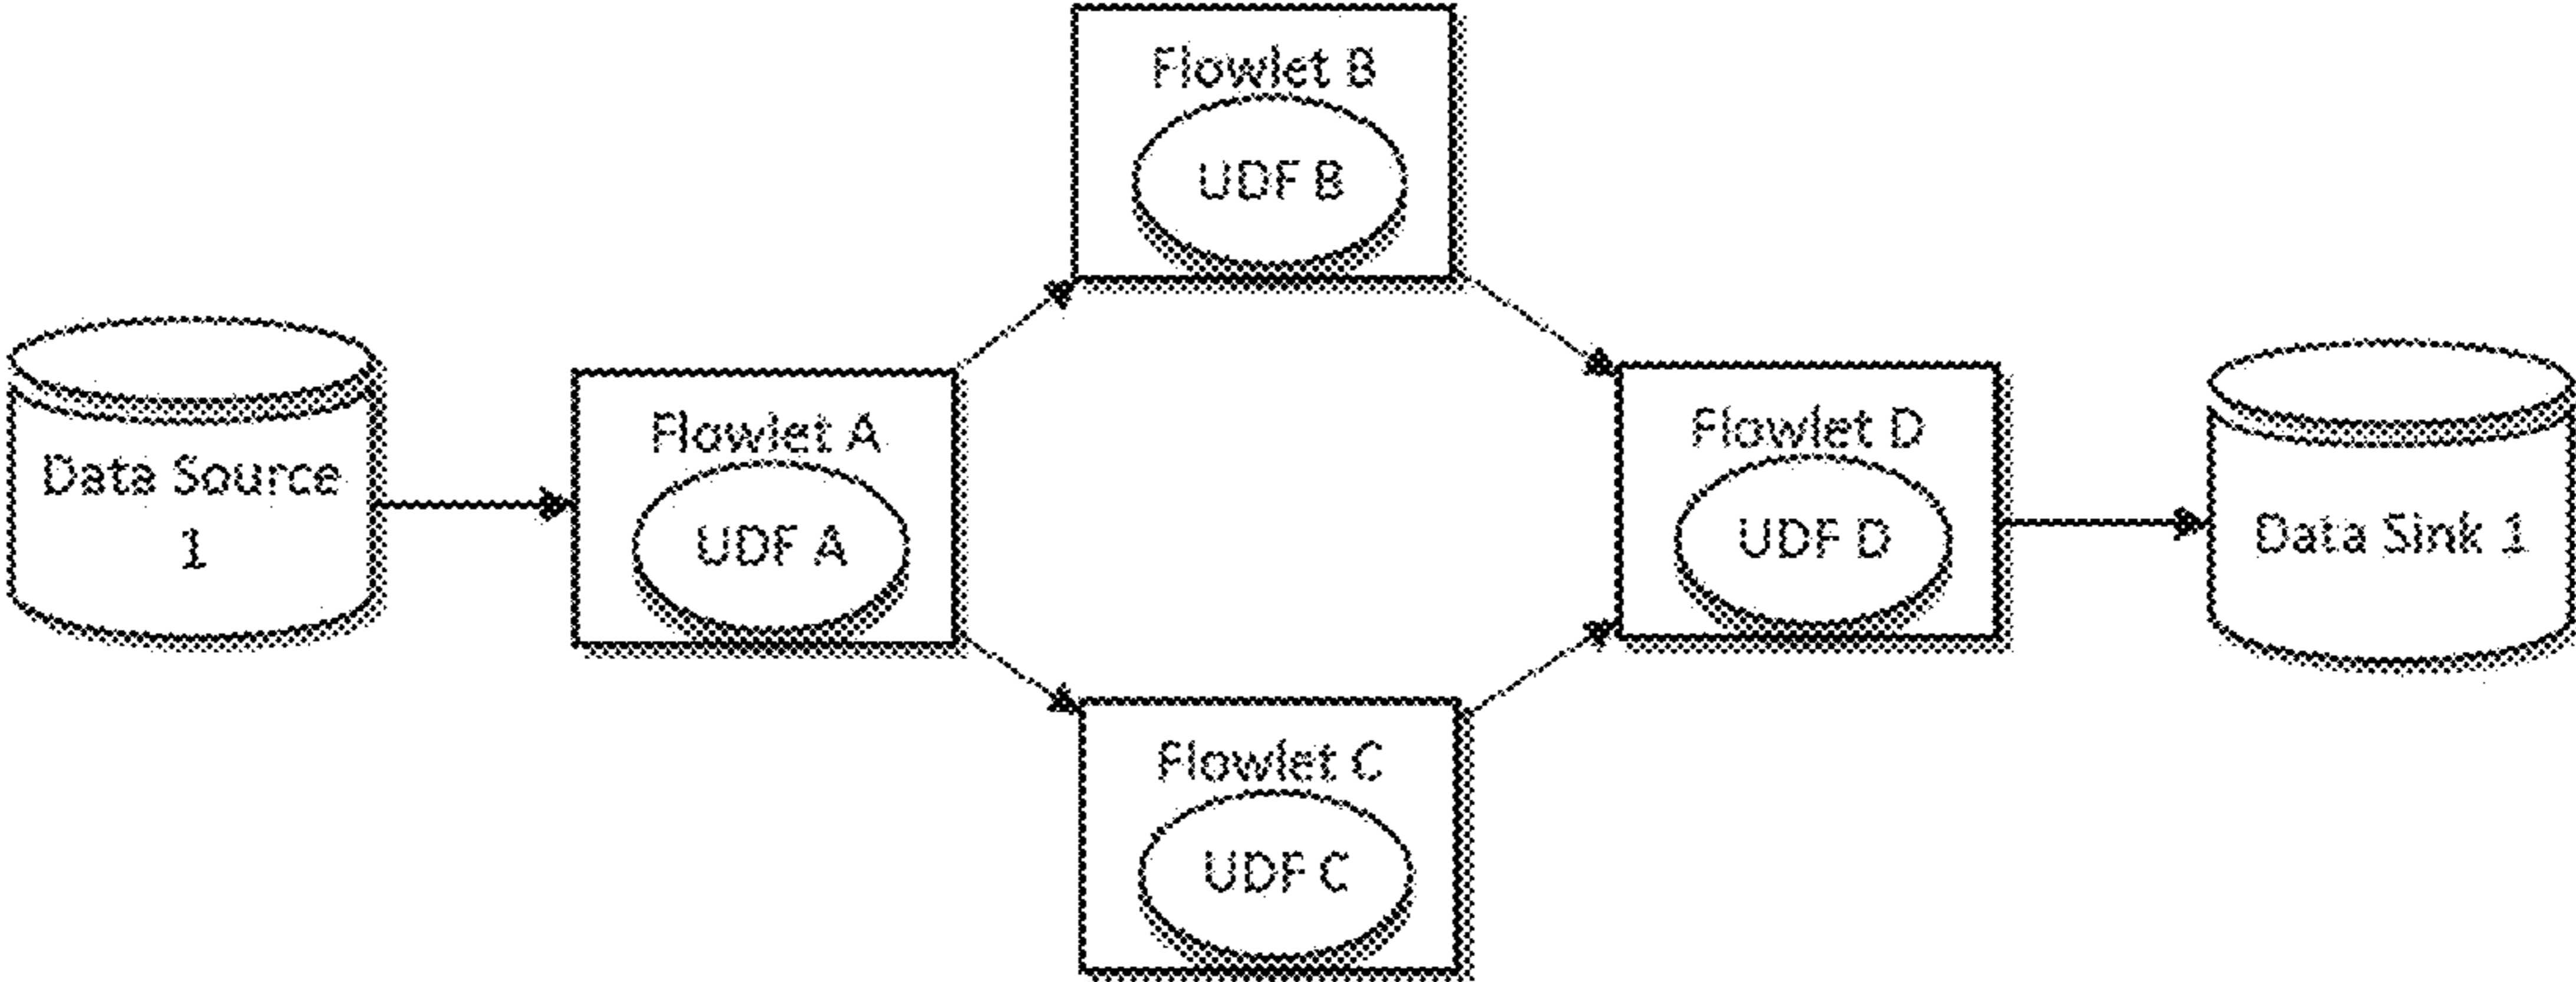 Flowlet B
UDF B
Data Source
1
Flowlet A
UDF A
Flowlet D
UDF D
Data Sink 1
Flowlet C
UDF C